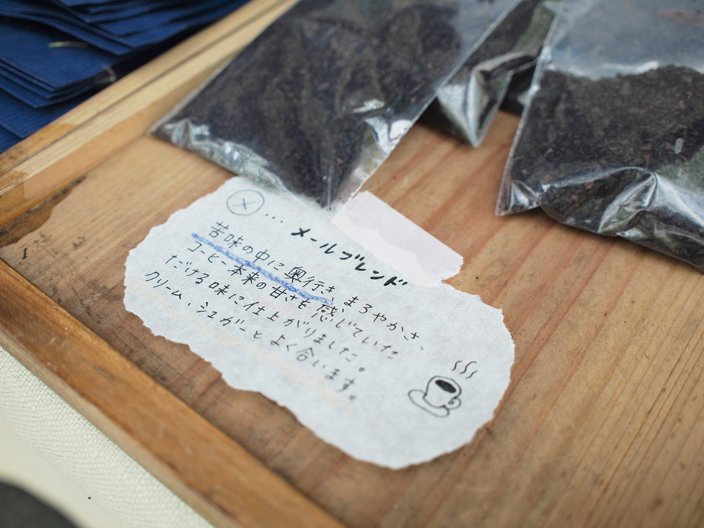 ×…メールブレンド
苦味の中に奥行き、まろやかさ、
コーヒー本来の甘さを感じていた
だける味に仕上がりました。
クリーム、シュガーとよく合います。